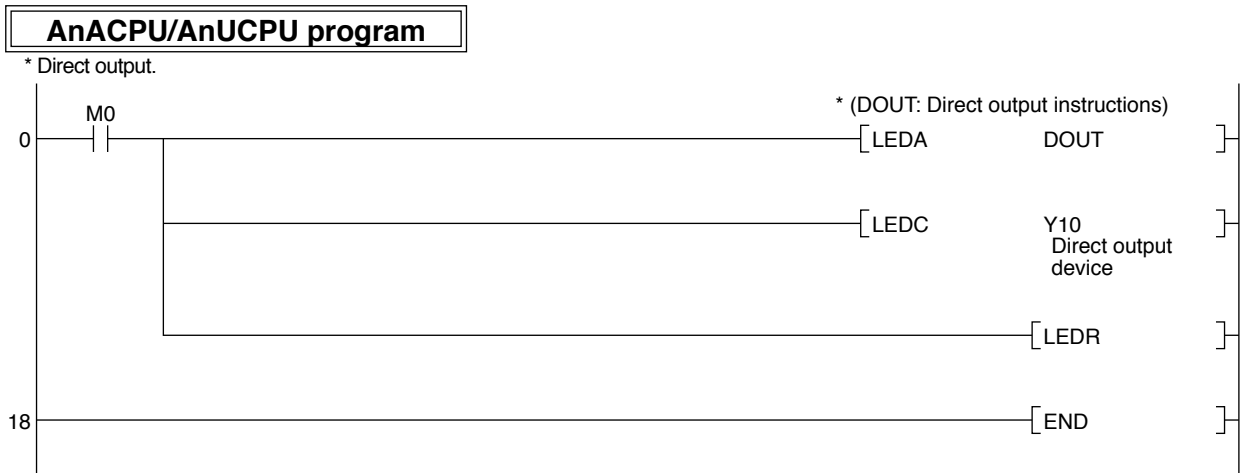 AnACPU/AnUCPU program
* Direct output.
M0
* (DOUT: Direct output instructions)
0
LEDA DOUT
LEDC Y10
Direct output
device
LEDR
18
END